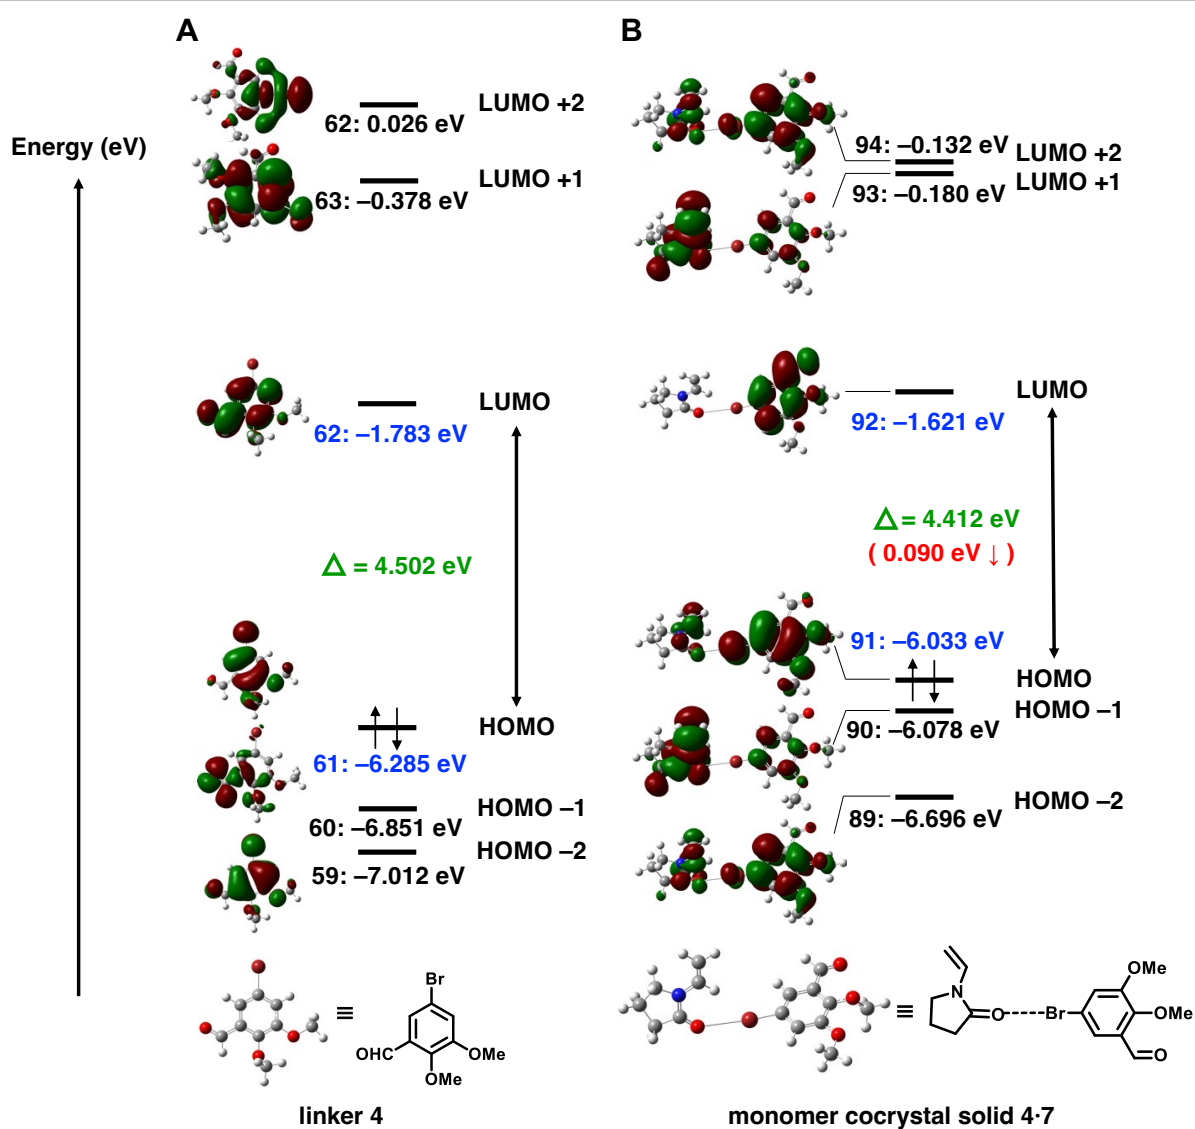 A
Energy (eV)
LUMO +2
62: 0.026 eV
LUMO +1
63: –0.378 eV
LUMO
62: –1.783 eV
△ = 4.502 eV
HOMO
61: –6.285 eV
HOMO –1
60: –6.851 eV
HOMO –2
59: –7.012 eV
≡
Br
OHC
OMe
OMe
linker 4
B
94: –0.132 eV
LUMO +2
LUMO +1
93: –0.180 eV
LUMO
92: –1.621 eV
△ = 4.412 eV
( 0.090 eV ↓ )
91: –6.033 eV
HOMO
HOMO –1
90: –6.078 eV
HOMO –2
89: –6.696 eV
≡
N
O
Br
OMe
OMe
O
monomer cocrystal solid 4·7